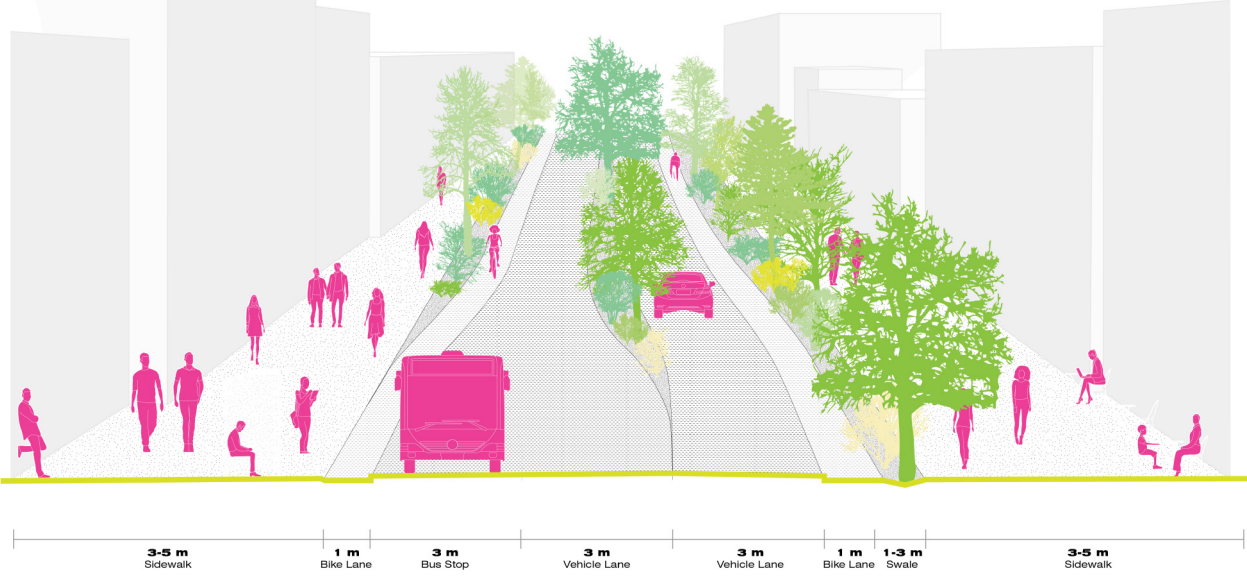 3-5 m
Sidewalk
1 m
Bike Lane
3 m
Bus Stop
3 m
Vehicle Lane
3 m
Vehicle Lane
1 m
Bike Lane
1-3 m
Swale
3-5 m
Sidewalk